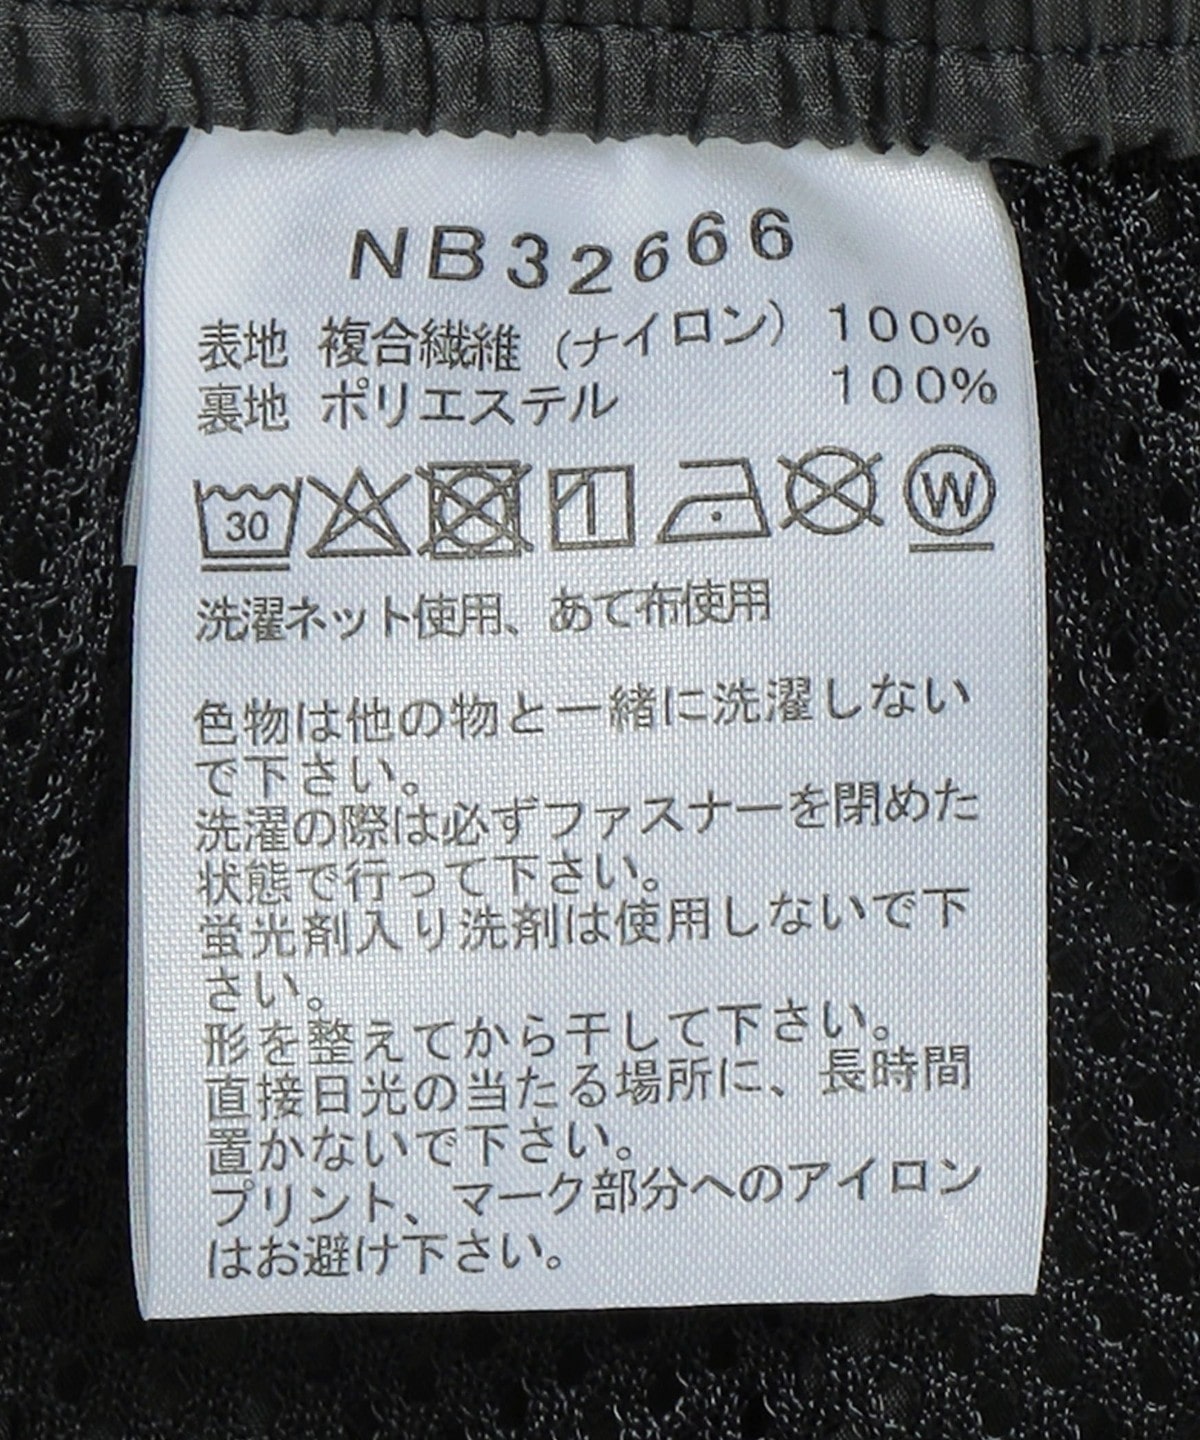 NB32666
表地 複合繊維（ナイロン） 100%
裏地 ポリエステル 100%
30 W
洗濯ネット使用、あて布使用
色物は他の物と一緒に洗濯しない
で下さい。
洗濯の際は必ずファスナーを閉めた
状態で行って下さい。
蛍光剤入り洗剤は使用しないで下
さい。
形を整えてから干して下さい。
直接日光の当たる場所に、長時間
置かないで下さい。
プリント、マーク部分へのアイロン
はお避け下さい。